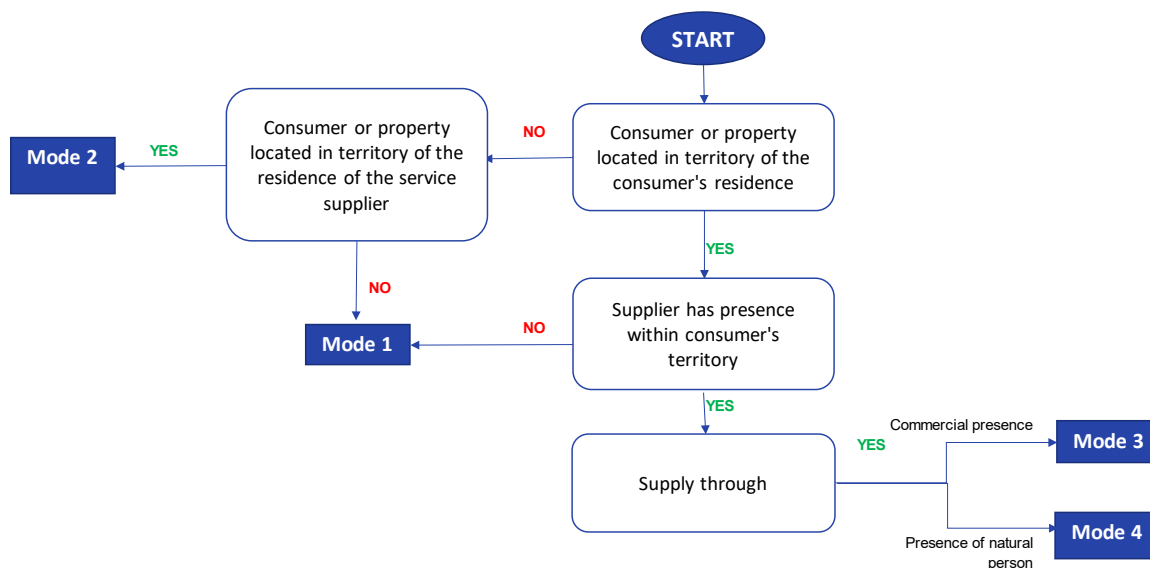 START
Consumer or property
located in territory of the
consumer's residence
NO
Consumer or property
located in territory of the
residence of the service
supplier
YES
Mode 2
YES
NO
Mode 1
NO
Supplier has presence
within consumer's
territory
YES
Supply through
YES
Commercial presence
Mode 3
Presence of natural
person
Mode 4